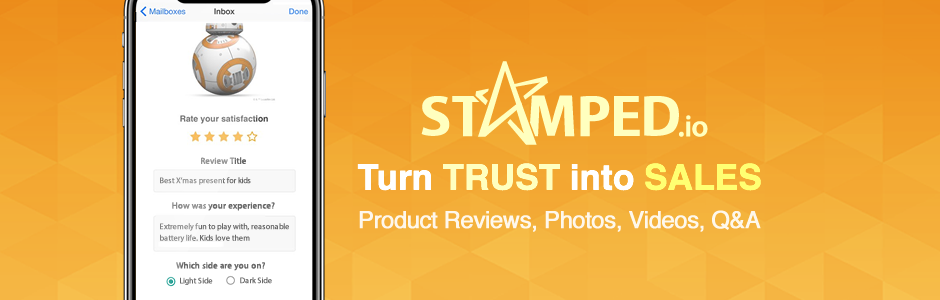 Mailboxes Inbox Done
Rate your satisfaction
Review Title
Best X'mas present for kids
How was your experience?
Extremely fun to play with, reasonable
battery life. Kids love them
Which side are you on?
Light Side Dark Side
STAMPED.io
Turn TRUST into SALES
Product Reviews, Photos, Videos, Q&A